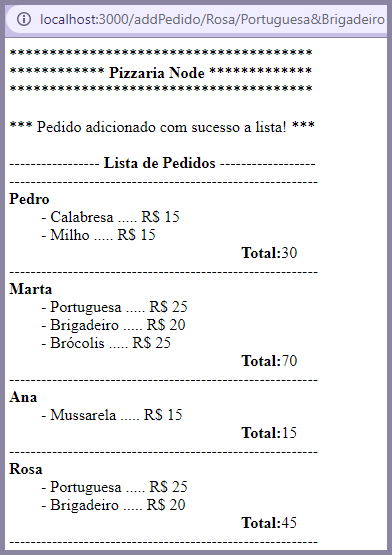 localhost:3000/addPedido/Rosa/Portuguesa&Brigadeiro
**************************************
************ Pizzaria Node *************
**************************************
*** Pedido adicionado com sucesso a lista! ***
----------------- Lista de Pedidos ------------------
----------------------------------------------------------
Pedro
- Calabresa ..... R$ 15
- Milho ..... R$ 15
Total:30
----------------------------------------------------------
Marta
- Portuguesa ..... R$ 25
- Brigadeiro ..... R$ 20
- Brócolis ..... R$ 25
Total:70
----------------------------------------------------------
Ana
- Mussarela ..... R$ 15
Total:15
----------------------------------------------------------
Rosa
- Portuguesa ..... R$ 25
- Brigadeiro ..... R$ 20
Total:45
----------------------------------------------------------